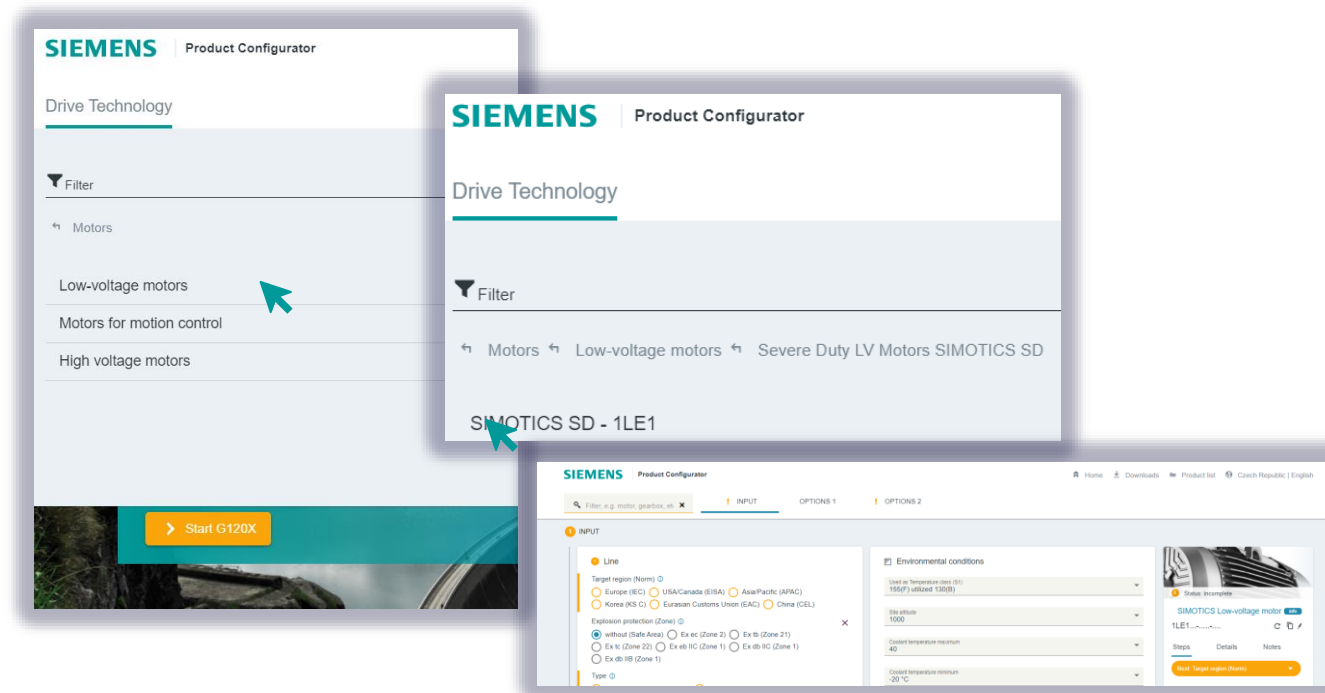 SIEMENS Product Configurator
Drive Technology
Filter
Motors
Low-voltage motors
Motors for motion control
High voltage motors
Start G120X
SIEMENS Product Configurator
Drive Technology
Filter
Motors Low-voltage motors Severe Duty LV Motors SIMOTICS SD
SIMOTICS SD - 1LE1
SIEMENS Product Configurator Home Downloads Product list Czech Republic | English
Filter, e.g. motor, gearbox, et ! INPUT OPTIONS 1 ! OPTIONS 2
INPUT
Line
Target region (Norm)
Europe (IEC) USA/Canada (EISA) Asia/Pacific (APAC)
Korea (KS C) Eurasian Customs Union (EAC) China (CEL)
Explosion protection (Zone)
without (Safe Area) Ex ec (Zone 2) Ex tb (Zone 21)
Ex tc (Zone 22) Ex eb IIC (Zone 1) Ex db IIC (Zone 1)
Ex db IIB (Zone 1)
Type
Environmental conditions
Used as Temperature class (S1)
155(F) utilized 130(B)
Site altitude
1000
Coolant temperature maximum
40
Coolant temperature minimum
-20 °C
Status: Incomplete
SIMOTICS Low-voltage motor
1LE1...-.....-....
Steps Details Notes
Next: Target region (Norm)